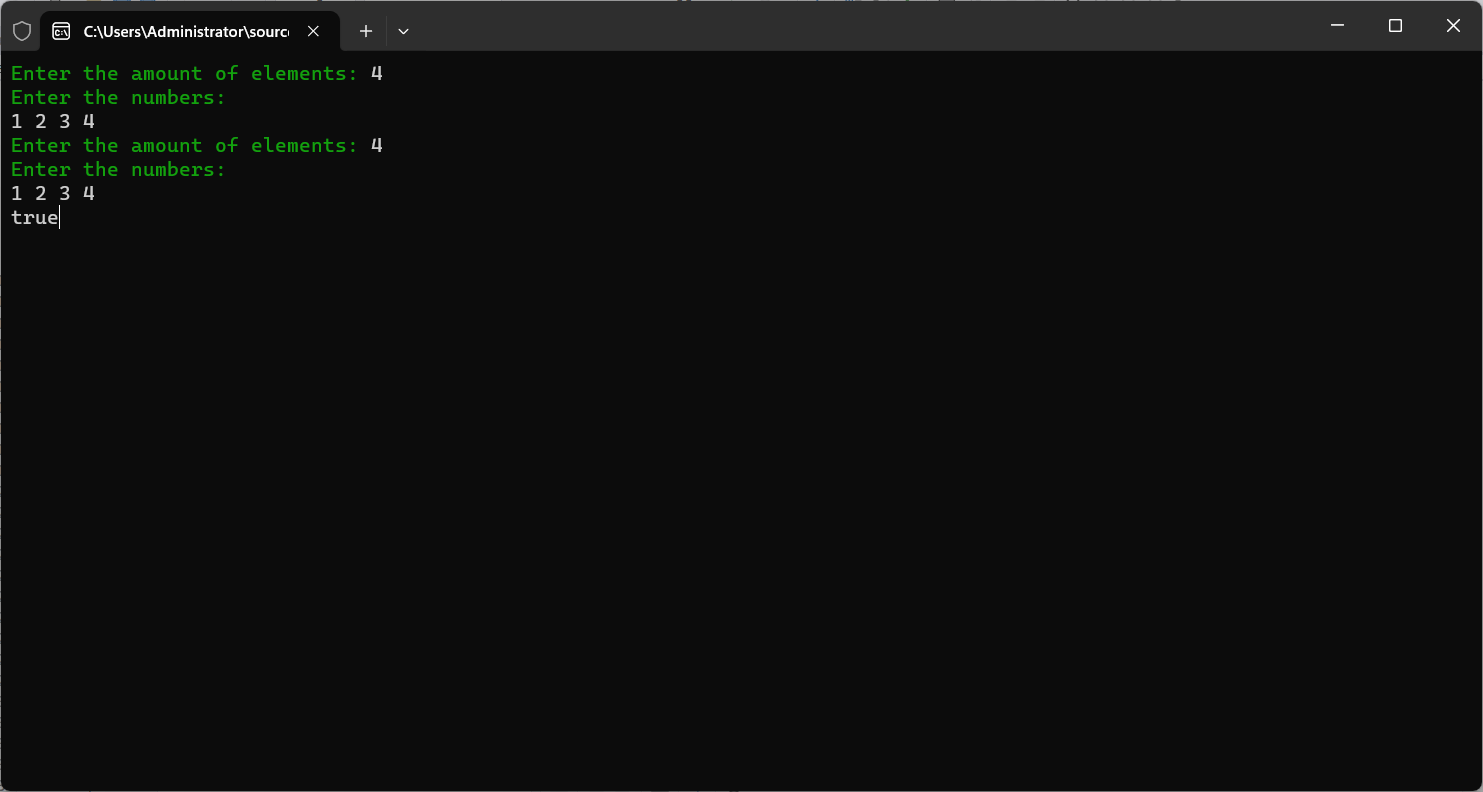 C:\Users\Administrator\sourc
Enter the amount of elements: 4
Enter the numbers:
1 2 3 4
Enter the amount of elements: 4
Enter the numbers:
1 2 3 4
true